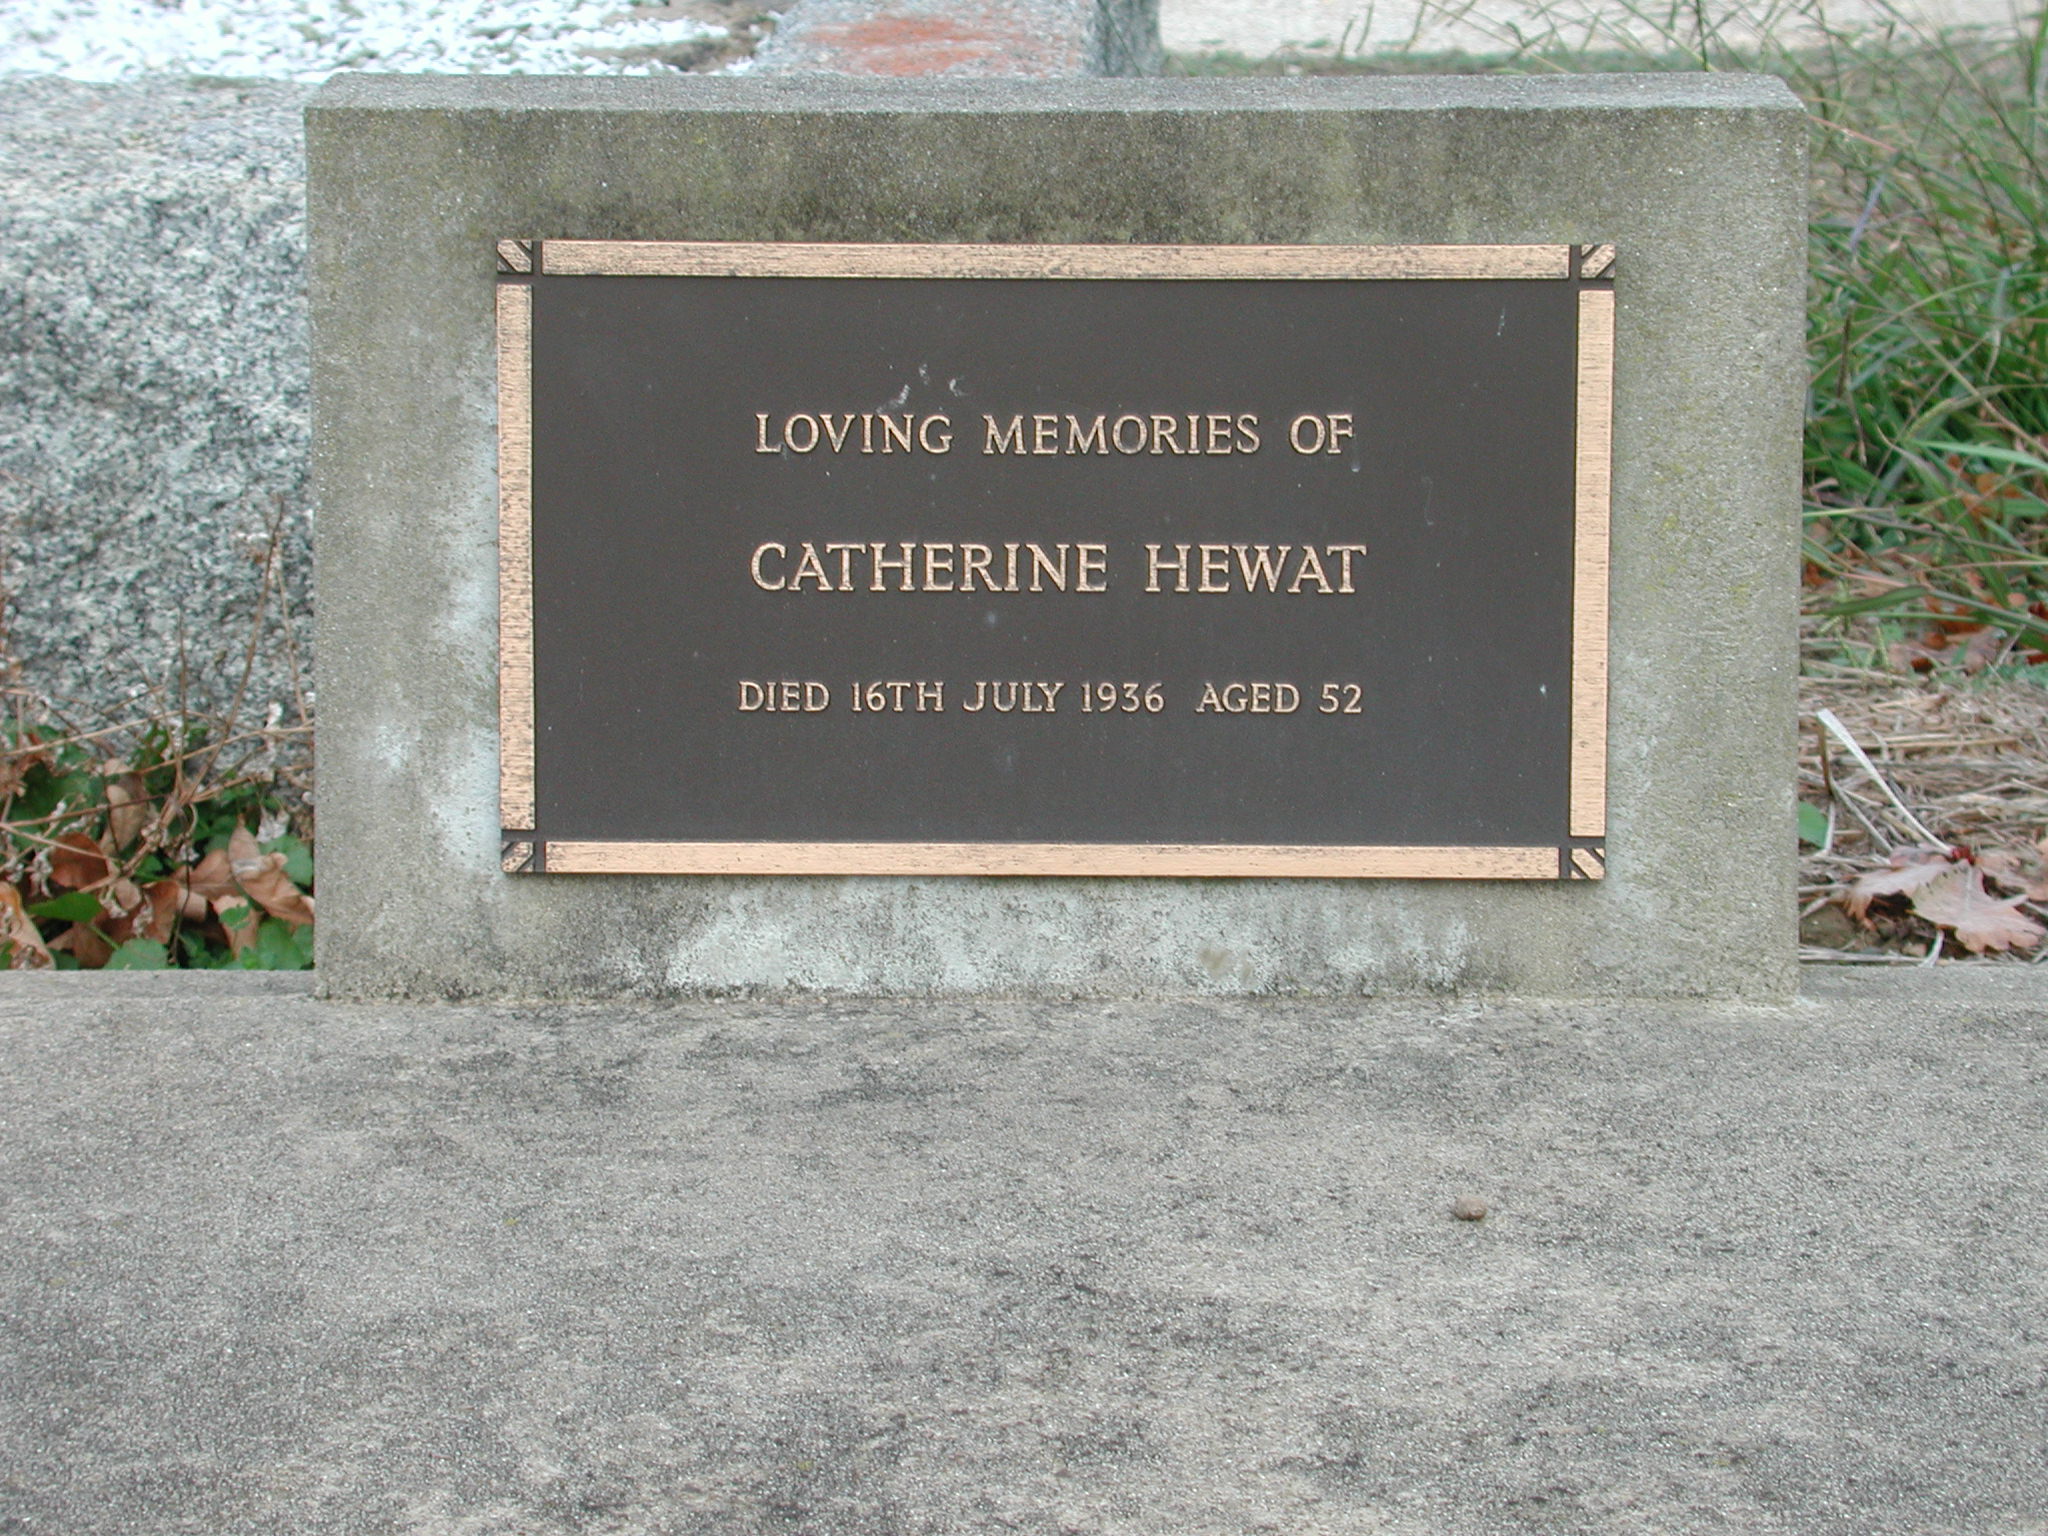 LOVING MEMORIES OF
CATHERINE HEWAT
DIED 16TH JULY 1936 AGED 52